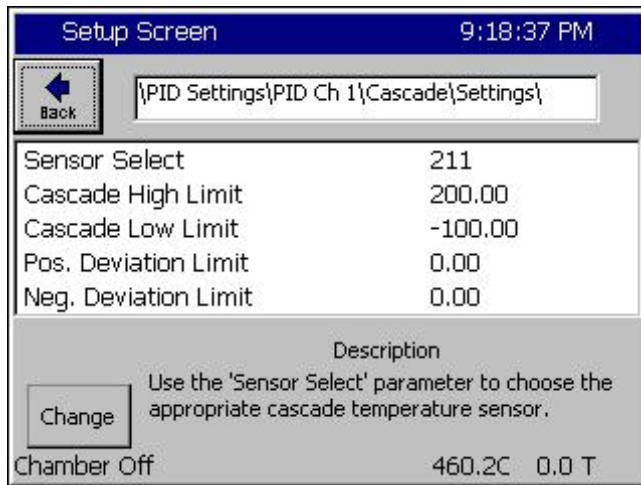 Setup Screen 9:18:37 PM
Back \PID Settings\PID Ch 1\Cascade\Settings\
Sensor Select 211
Cascade High Limit 200.00
Cascade Low Limit -100.00
Pos. Deviation Limit 0.00
Neg. Deviation Limit 0.00
Description
Use the 'Sensor Select' parameter to choose the
appropriate cascade temperature sensor.
Change
Chamber Off 460.2C 0.0 T